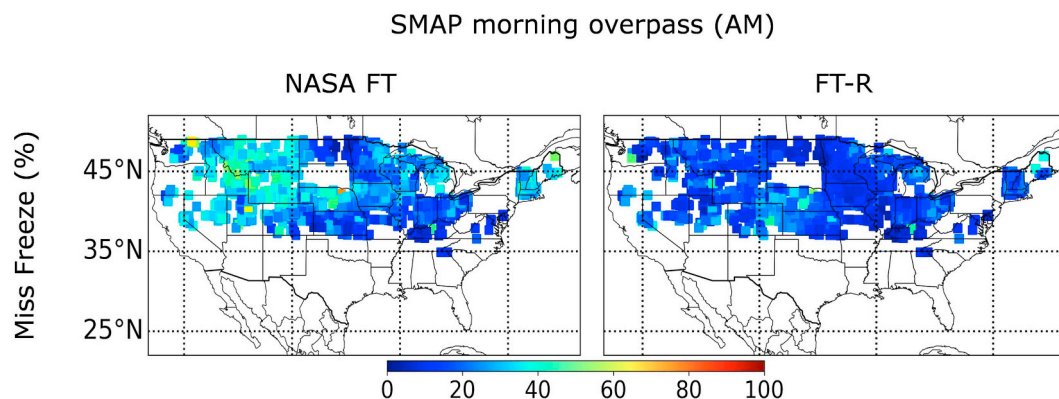 SMAP morning overpass (AM)
NASA FT
FT-R
Miss Freeze (%)
45°N
35°N
25°N
0 20 40 60 80 100